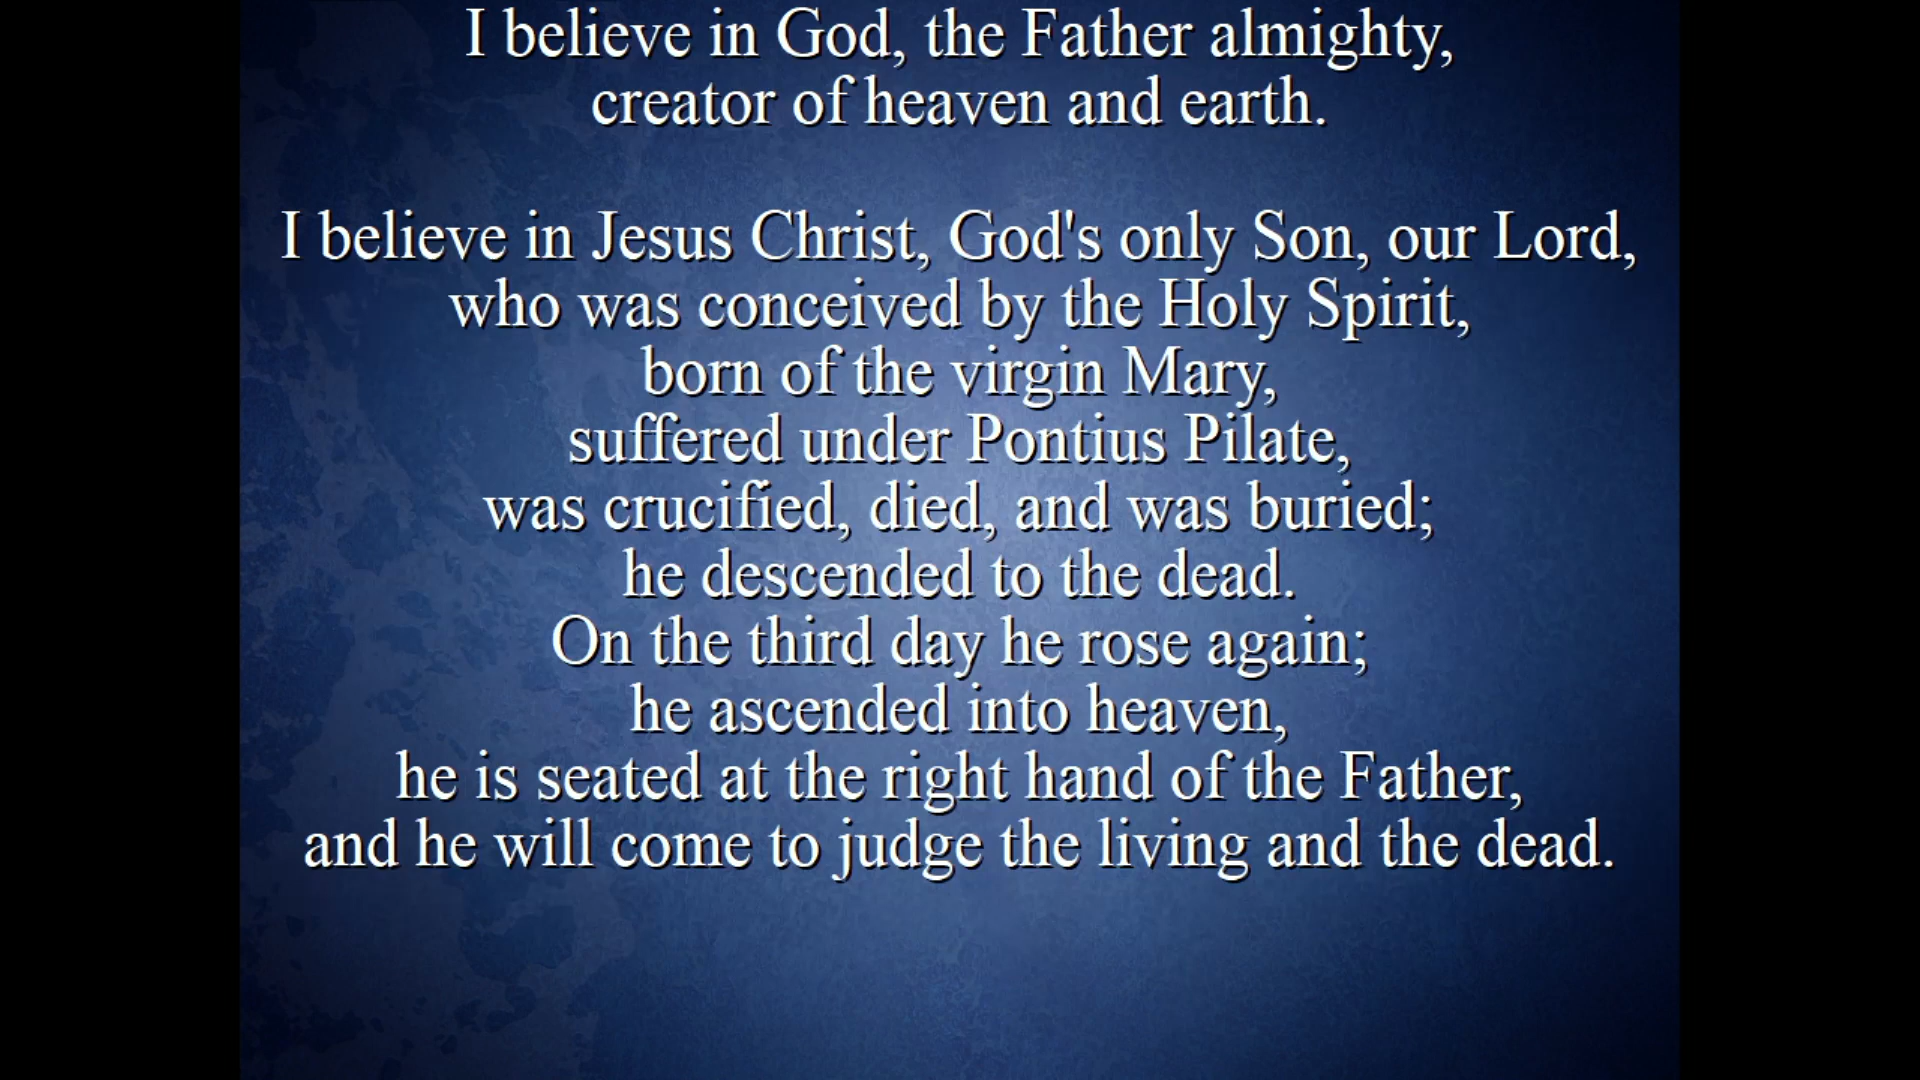 I believe in God, the Father almighty,
creator of heaven and earth.
I believe in Jesus Christ, God's only Son, our Lord,
who was conceived by the Holy Spirit,
born of the virgin Mary,
suffered under Pontius Pilate,
was crucified, died, and was buried;
he descended to the dead.
On the third day he rose again;
he ascended into heaven,
he is seated at the right hand of the Father,
and he will come to judge the living and the dead.